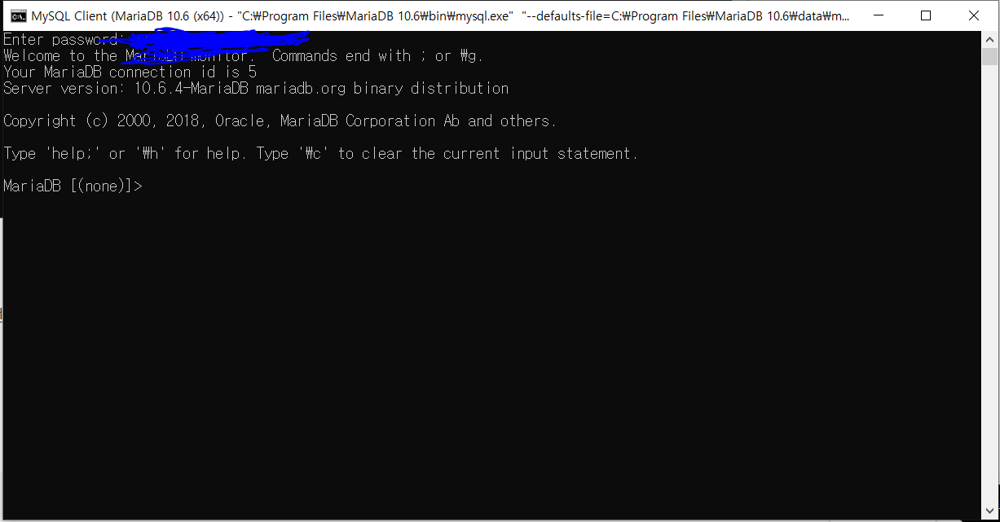 MySQL Client (MariaDB 10.6 (x64)) - "C:₩Program Files₩MariaDB 10.6₩bin₩mysql.exe" "--defaults-file=C:₩Program Files₩MariaDB 10.6₩data₩m...
Enter password:
Welcome to the MariaDB monitor. Commands end with ; or ₩g.
Your MariaDB connection id is 5
Server version: 10.6.4-MariaDB mariadb.org binary distribution
Copyright (c) 2000, 2018, Oracle, MariaDB Corporation Ab and others.
Type 'help;' or '₩h' for help. Type '₩c' to clear the current input statement.
MariaDB [(none)]>